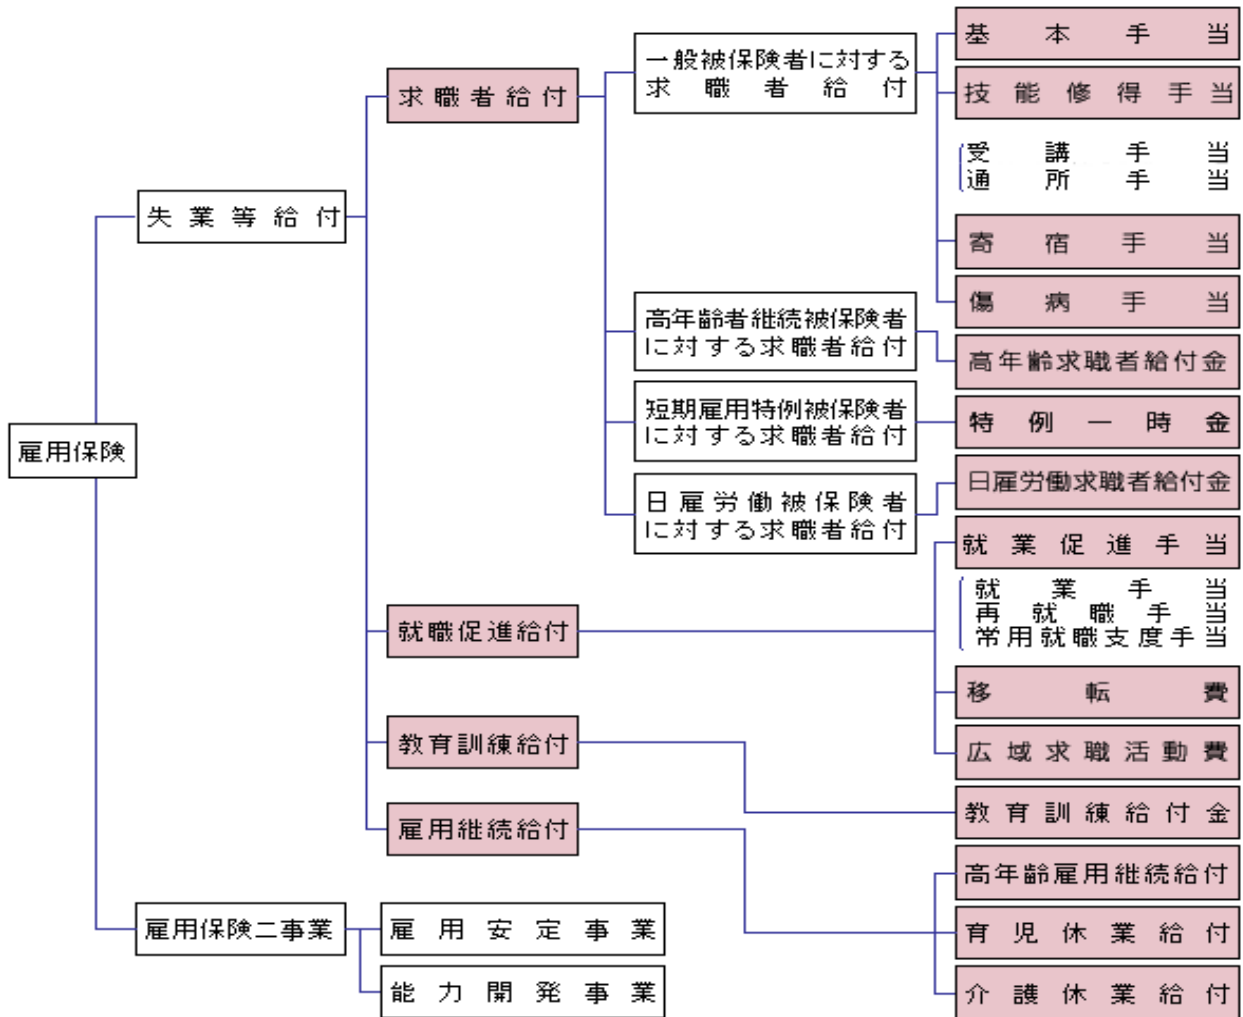 雇用保険
失業等給付
求職者給付
一般被保険者に対する
求職者給付
基本手当
技能修得手当
受講手当
通所手当
寄宿手当
傷病手当
高年齢者継続被保険者
に対する求職者給付
高年齢求職者給付金
短期雇用特例被保険者
に対する求職者給付
特例一時金
日雇労働被保険者
に対する求職者給付
日雇労働求職者給付金
就職促進給付
就業促進手当
就業手当
再就職手当
常用就職支度手当
移転費
広域求職活動費
教育訓練給付
教育訓練給付金
雇用継続給付
高年齢雇用継続給付
育児休業給付
介護休業給付
雇用保険二事業
雇用安定事業
能力開発事業